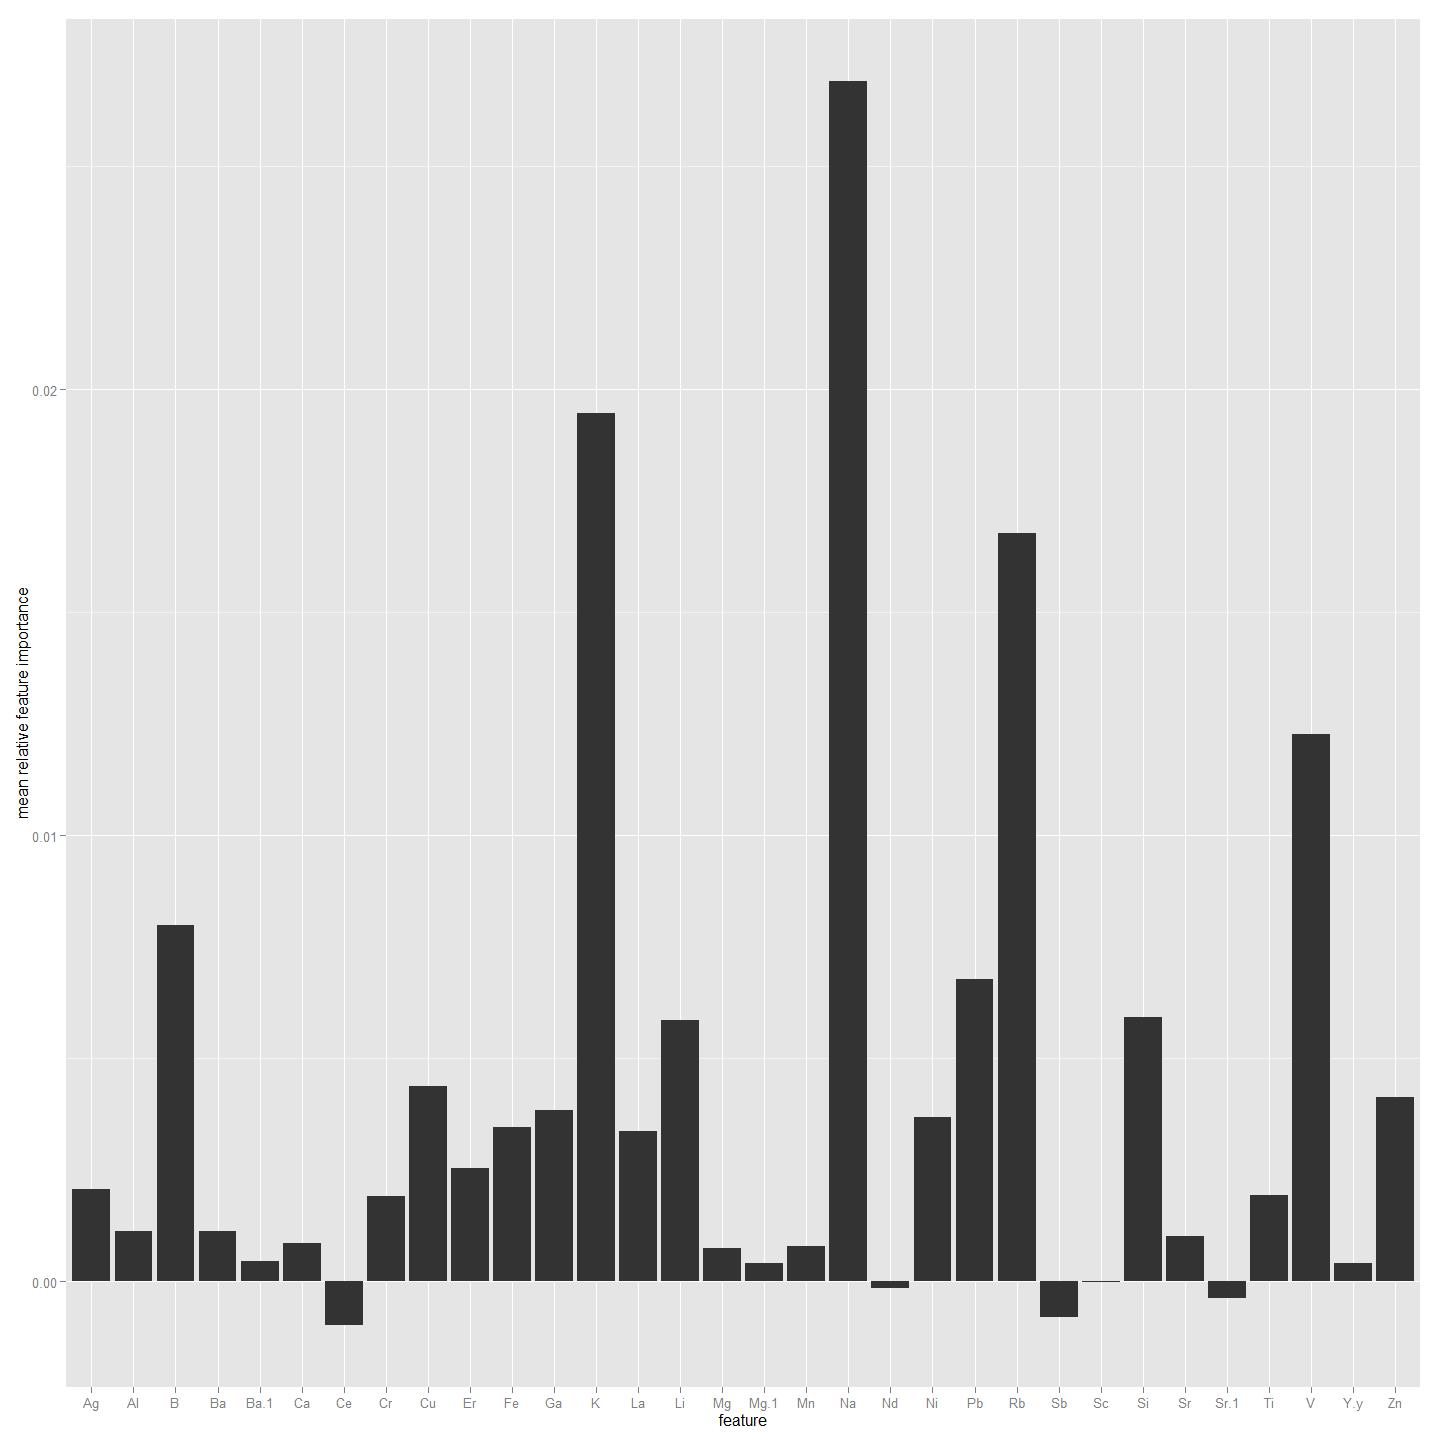 mean relative feature importance
0.02
0.01
0.00
Ag Al B Ba Ba.1 Ca Ce Cr Cu Er Fe Ga K La Li Mg Mg.1 Mn Na Nd Ni Pb Rb Sb Sc Si Sr Sr.1 Ti V Y.y Zn
feature